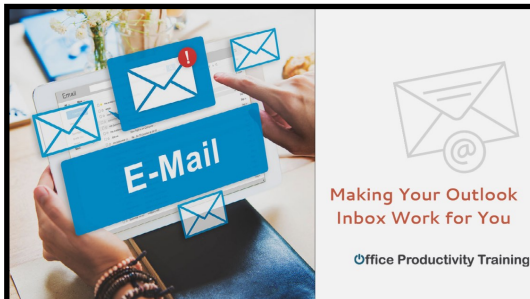 Email
E-Mail
@
Making Your Outlook
Inbox Work for You
Office Productivity Training